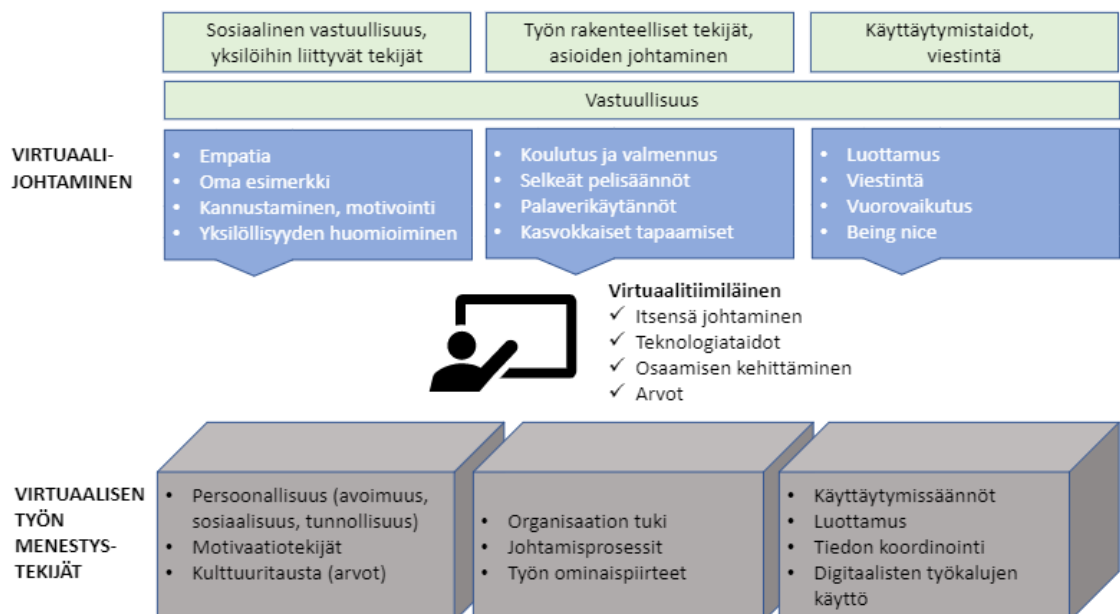 Sosiaalinen vastuullisuus,
yksilöihin liittyvät tekijät
Työn rakenteelliset tekijät,
asioiden johtaminen
Käyttäytymistaidot,
viestintä
Vastuullisuus
VIRTUAALI-
JOHTAMINEN
• Empatia
• Oma esimerkki
• Kannustaminen, motivointi
• Yksilöllisyyden huomioiminen
• Koulutus ja valmennus
• Selkeät pelisäännöt
• Palaverikäytännöt
• Kasvokkaiset tapaamiset
• Luottamus
• Viestintä
• Vuorovaikutus
• Being nice
Virtuaalitiimiläinen
✓ Itsensä johtaminen
✓ Teknologiataidot
✓ Osaamisen kehittäminen
✓ Arvot
VIRTUAALISEN
TYÖN
MENESTYS-
TEKIJÄT
• Persoonallisuus (avoimuus,
sosiaalisuus, tunnollisuus)
• Motivaatiotekijät
• Kulttuuritausta (arvot)
• Organisaation tuki
• Johtamisprosessit
• Työn ominaispiirteet
• Käyttäytymissäännöt
• Luottamus
• Tiedon koordinointi
• Digitaalisten työkalujen
käyttö